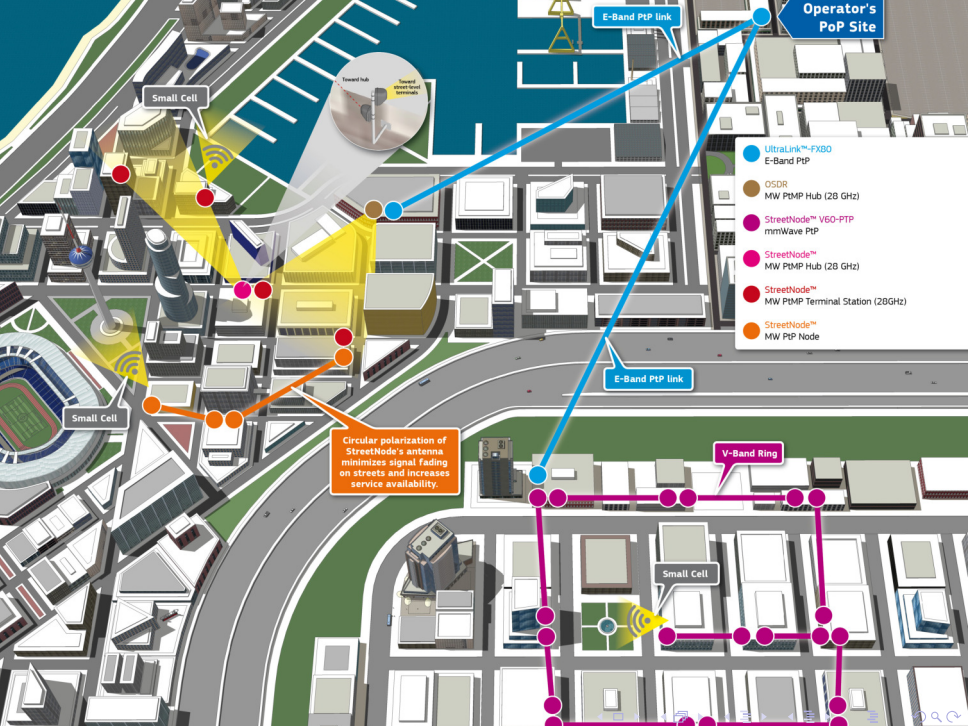 E-Band PtP link
Operator's
PoP Site
Toward hub
Toward
street-level
terminals
Small Cell
UltraLink™-FX80
E-Band PtP
OSDR
MW PtMP Hub (28 GHz)
StreetNode™ V60-PTP
mmWave PtP
StreetNode™
MW PtMP Hub (28 GHz)
StreetNode™
MW PtMP Terminal Station (28GHz)
StreetNode™
MW PtP Node
E-Band PtP link
Small Cell
Circular polarization of
StreetNode's antenna
minimizes signal fading
on streets and increases
service availability.
V-Band Ring
Small Cell